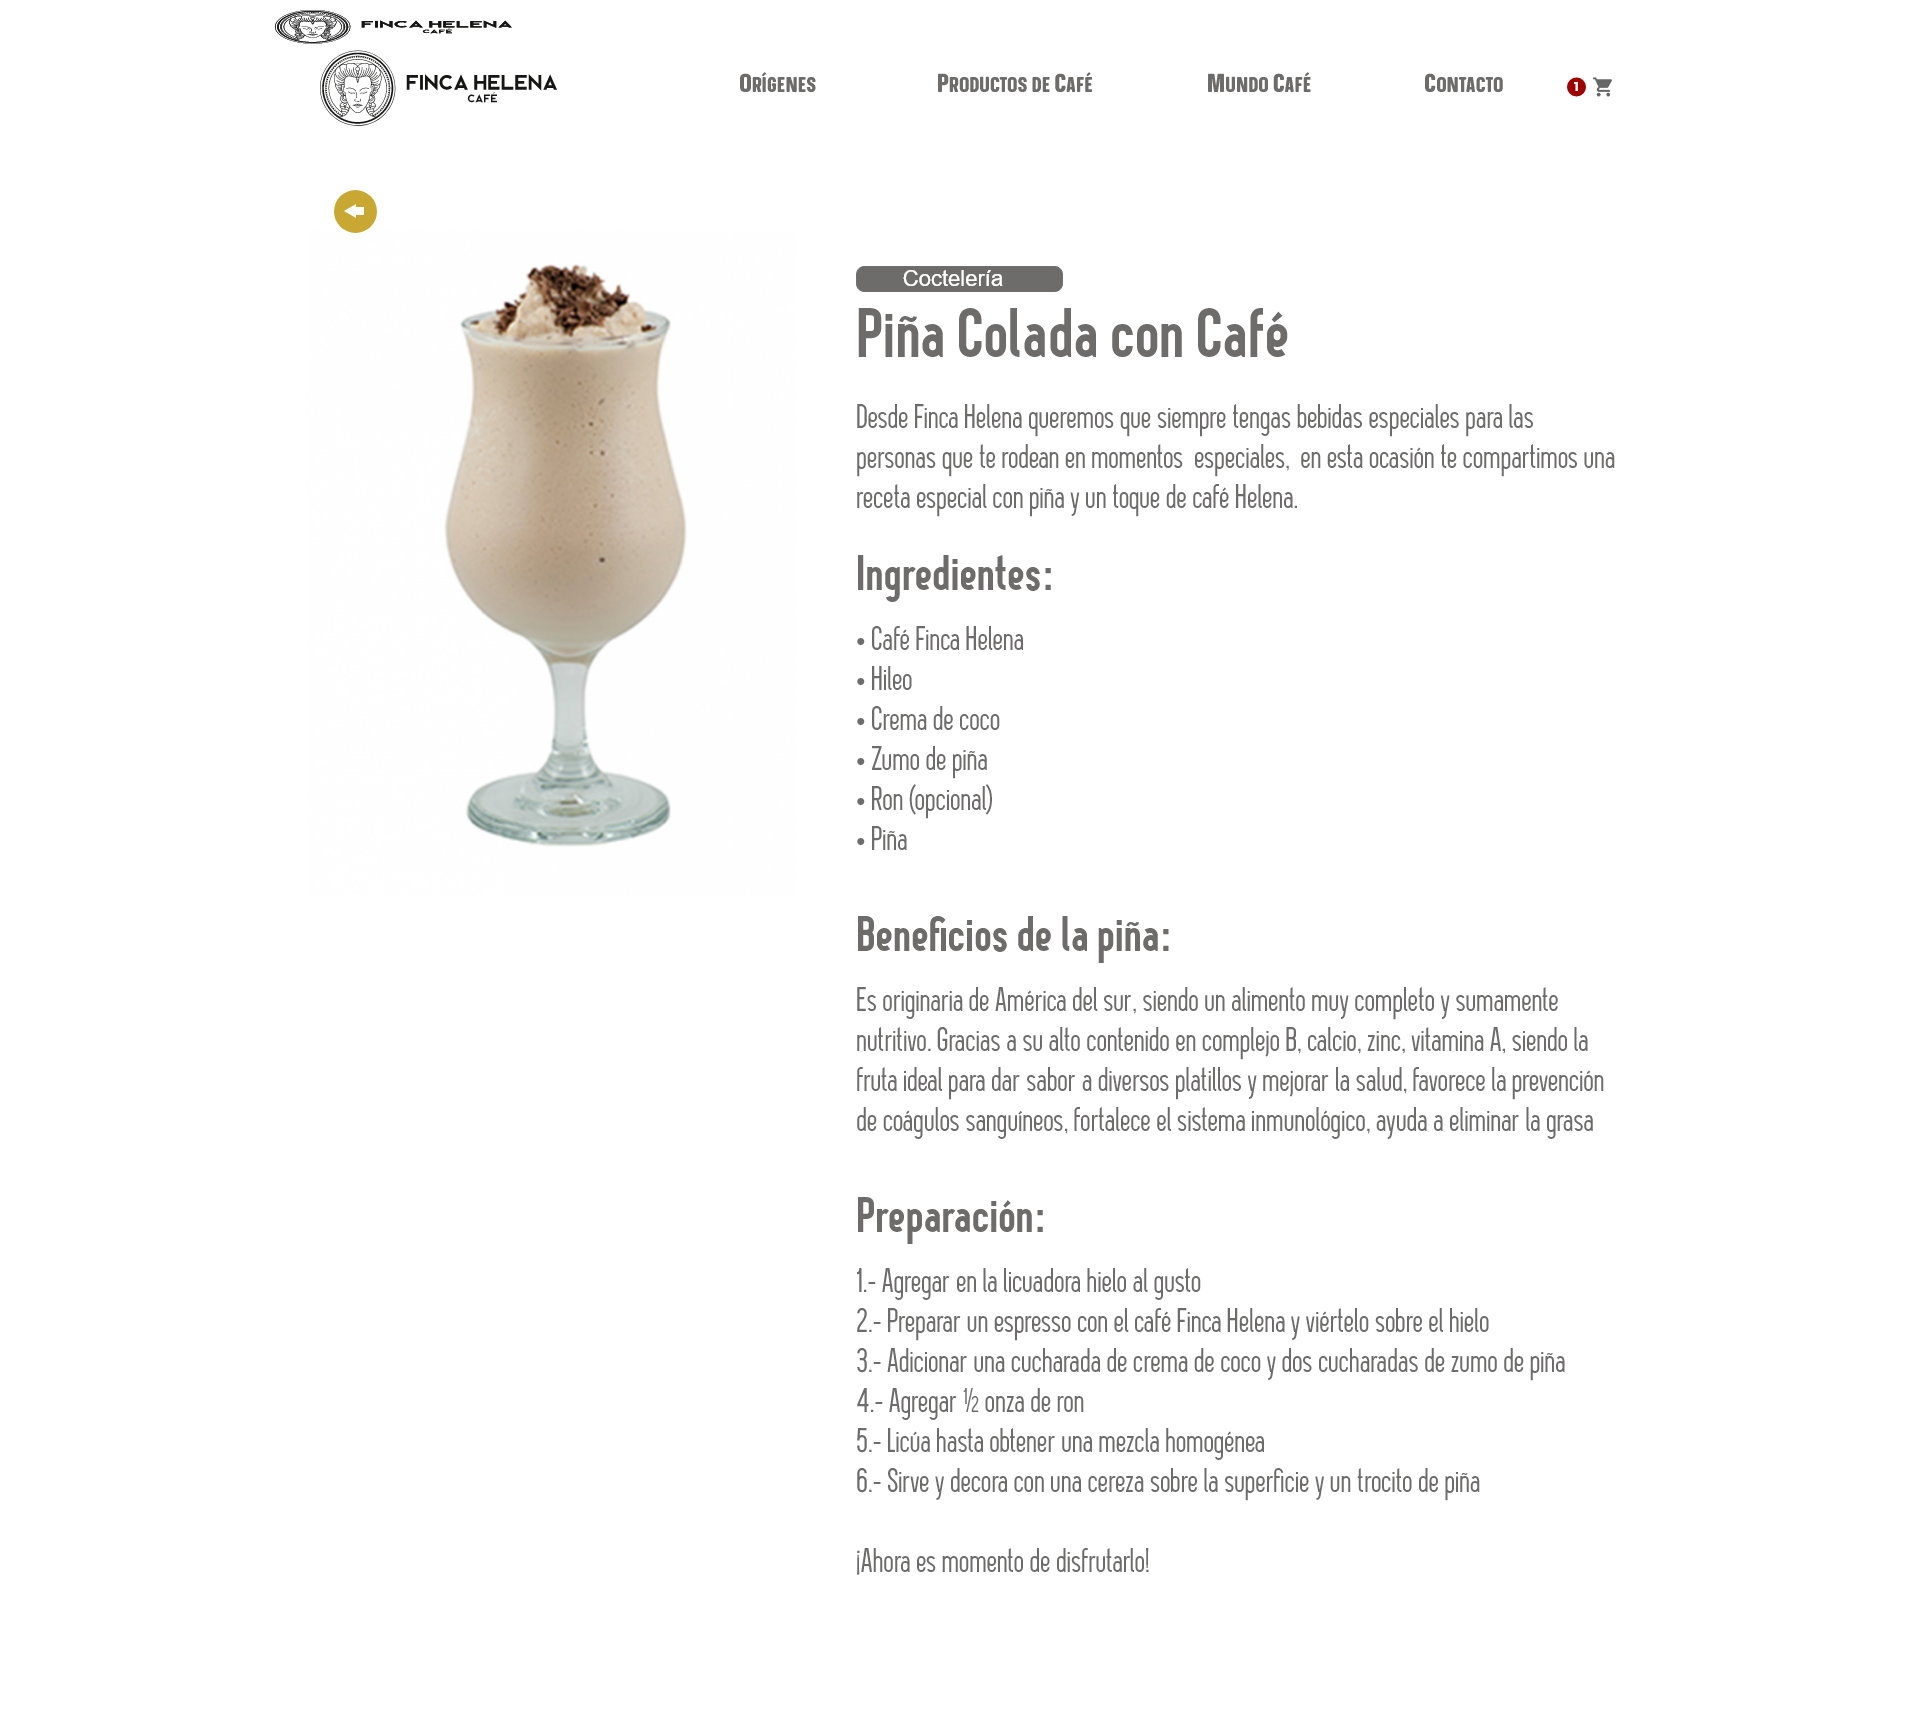 FINCA HELENA
CAFÉ
FINCA HELENA
CAFÉ
Orígenes
Productos de Café
Mundo Café
Contacto
1
Coctelería
Piña Colada con Café
Desde Finca Helena queremos que siempre tengas bebidas especiales para las
personas que te rodean en momentos especiales, en esta ocasión te compartimos una
receta especial con piña y un toque de café Helena.
Ingredientes:
• Café Finca Helena
• Hileo
• Crema de coco
• Zumo de piña
• Ron (opcional)
• Piña
Beneficios de la piña:
Es originaria de América del sur, siendo un alimento muy completo y sumamente
nutritivo. Gracias a su alto contenido en complejo B, calcio, zinc, vitamina A, siendo la
fruta ideal para dar sabor a diversos platillos y mejorar la salud, favorece la prevención
de coágulos sanguíneos, fortalece el sistema inmunológico, ayuda a eliminar la grasa
Preparación:
1.- Agregar en la licuadora hielo al gusto
2.- Preparar un espresso con el café Finca Helena y viértelo sobre el hielo
3.- Adicionar una cucharada de crema de coco y dos cucharadas de zumo de piña
4.- Agregar ½ onza de ron
5.- Licúa hasta obtener una mezcla homogénea
6.- Sirve y decora con una cereza sobre la superficie y un trocito de piña
¡Ahora es momento de disfrutarlo!